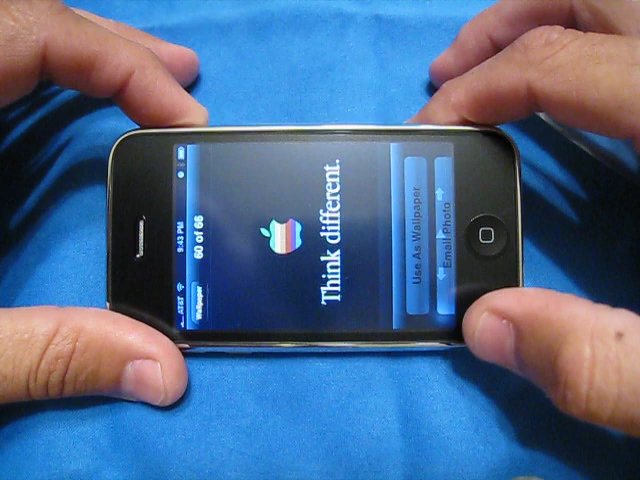 AT&T 9:43 PM
Wallpaper 60 of 66
Think different.
Use As Wallpaper
Email Photo